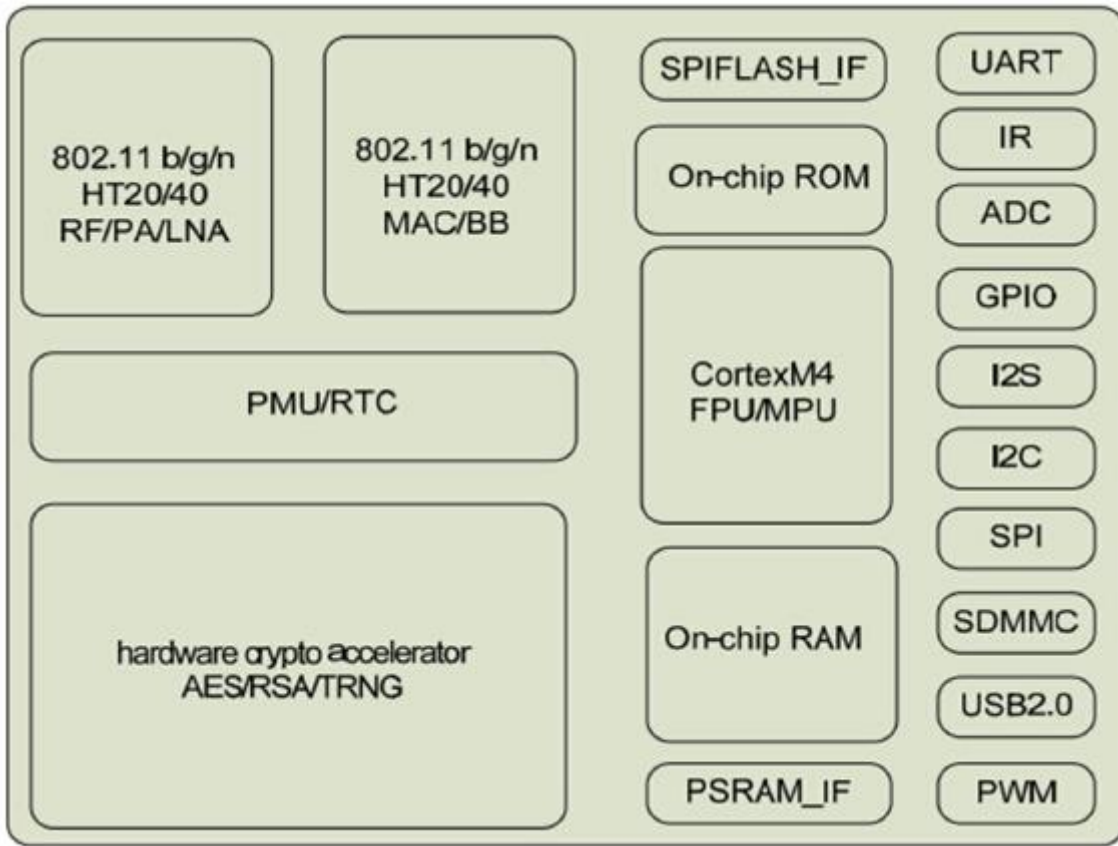 802.11 b/g/n
HT20/40
RF/PA/LNA
802.11 b/g/n
HT20/40
MAC/BB
PMU/RTC
hardware crypto accelerator
AES/RSA/TRNG
SPIFLASH_IF
On-chip ROM
CortexM4
FPU/MPU
On-chip RAM
PSRAM_IF
UART
IR
ADC
GPIO
I2S
I2C
SPI
SDMMC
USB2.0
PWM